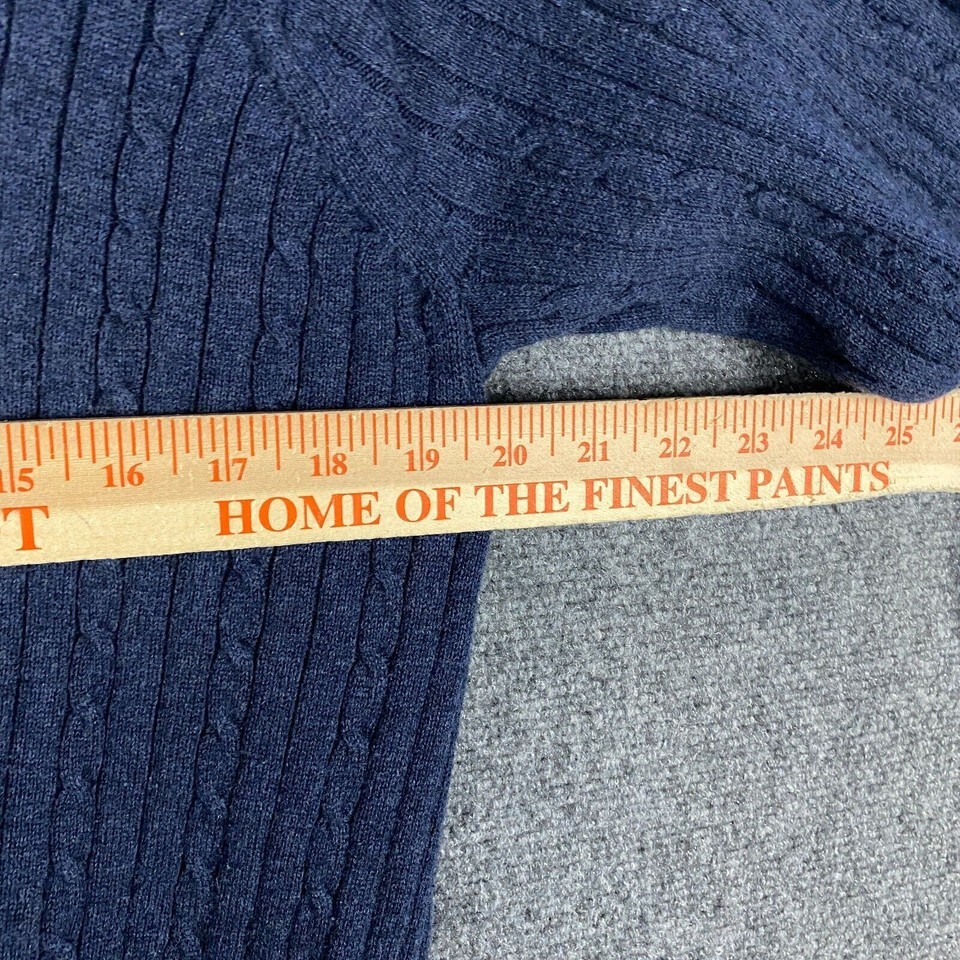 15 16 17 18 19 20 21 22 23 24 25
T HOME OF THE FINEST PAINTS